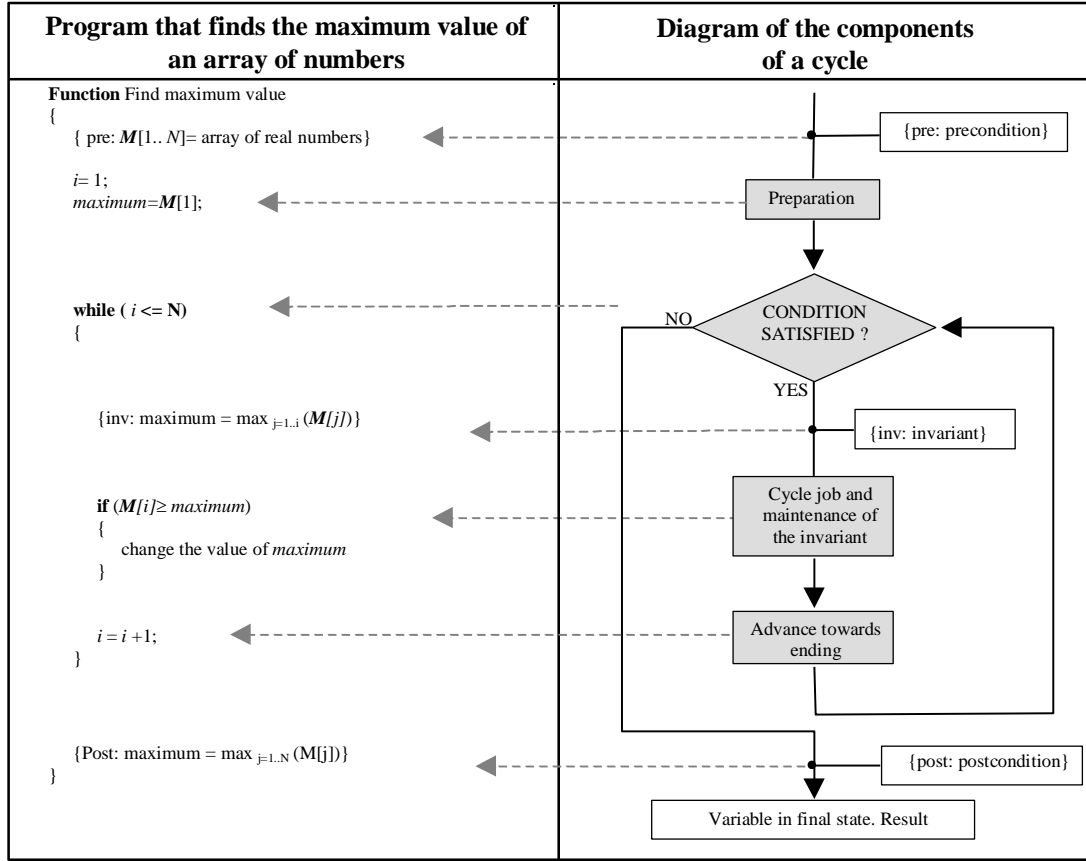 Program that finds the maximum value of
an array of numbers
Function Find maximum value
{
{ pre: M[1.. N]= array of real numbers}
i= 1;
maximum=M[1];
while ( i <= N)
{
{inv: maximum = max j=1..i (M[j])}
if (M[i]≥ maximum)
{
change the value of maximum
}
i = i +1;
}
{Post: maximum = max j=1..N (M[j])}
}
Diagram of the components
of a cycle
{pre: precondition}
Preparation
CONDITION
SATISFIED ?
NO
YES
{inv: invariant}
Cycle job and
maintenance of
the invariant
Advance towards
ending
{post: postcondition}
Variable in final state. Result